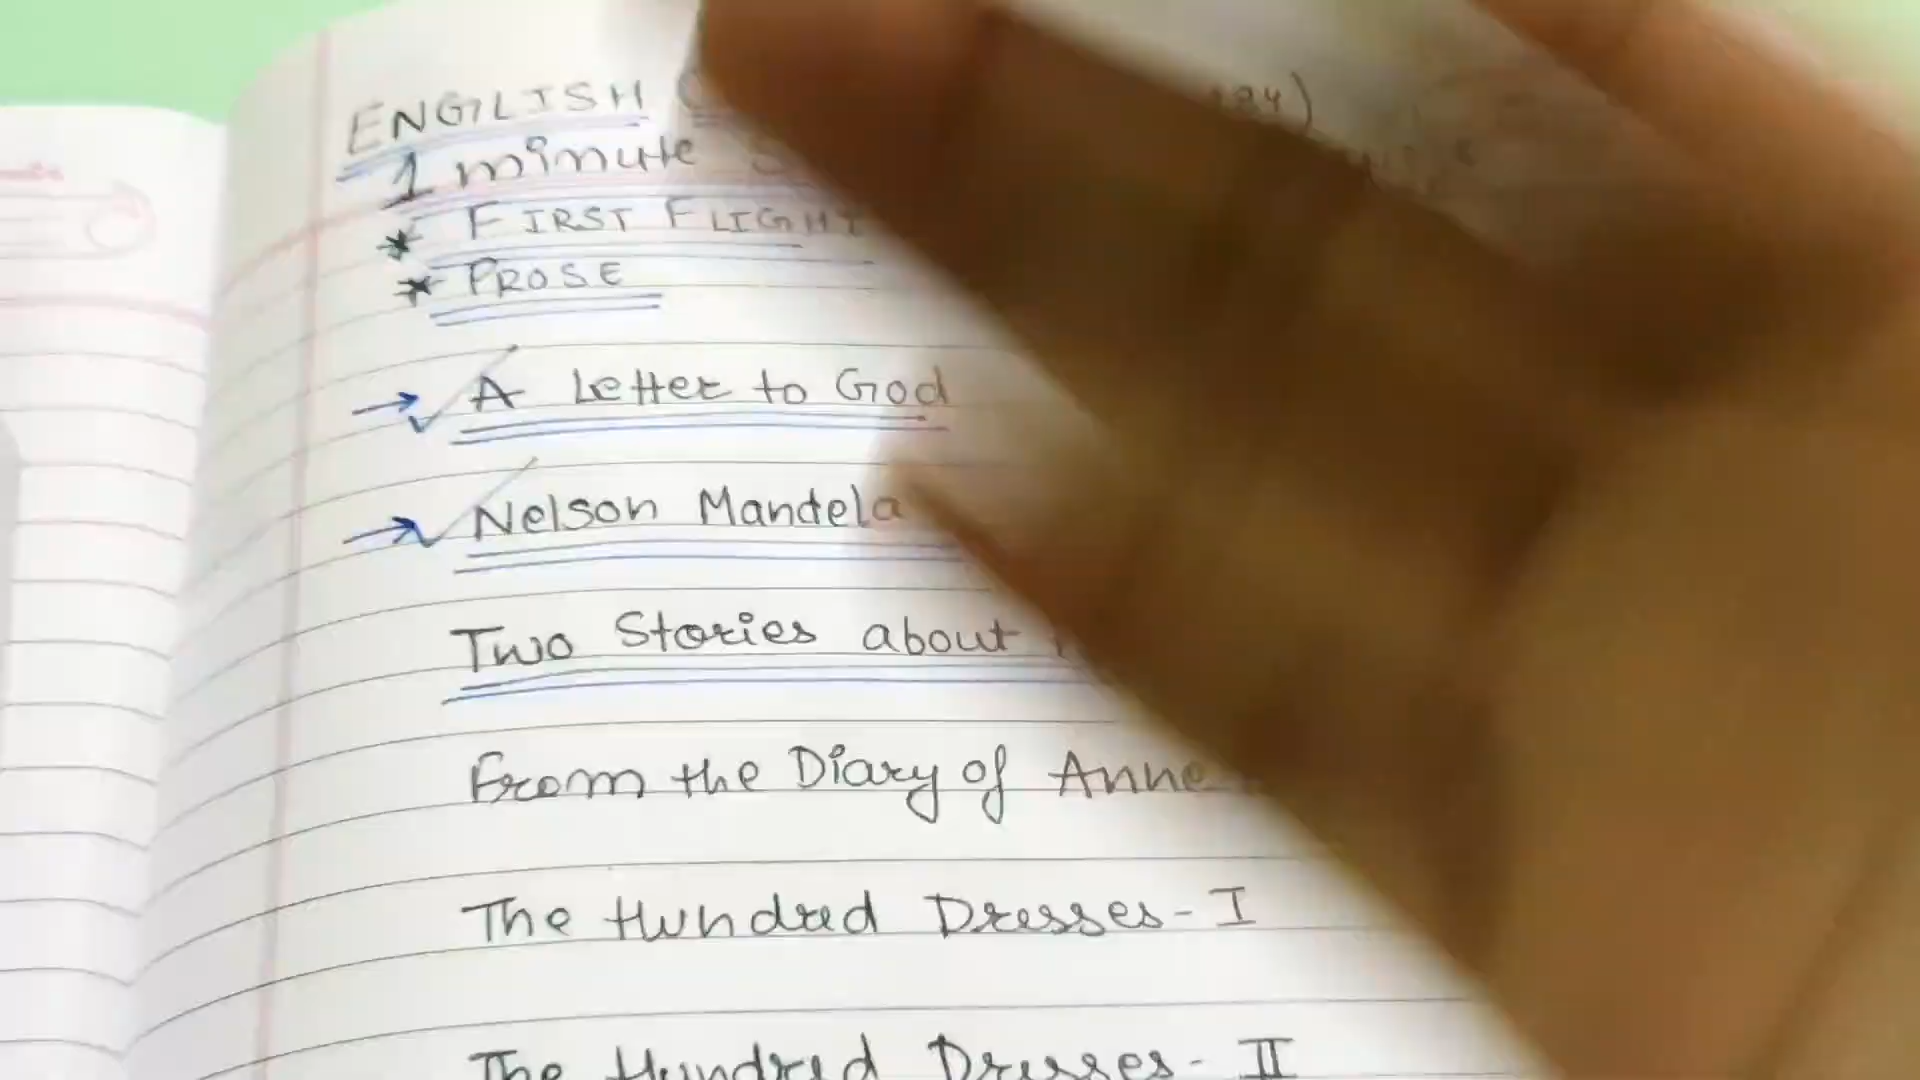 ENGLISH
1 minute
* FIRST FLIGHT
* PROSE
→ ✓ A Letter to God
→ ✓ Nelson Mandela
Two Stories about
From the Diary of Anne
The Hundred Dresses - I
The Hundred Dresses - II